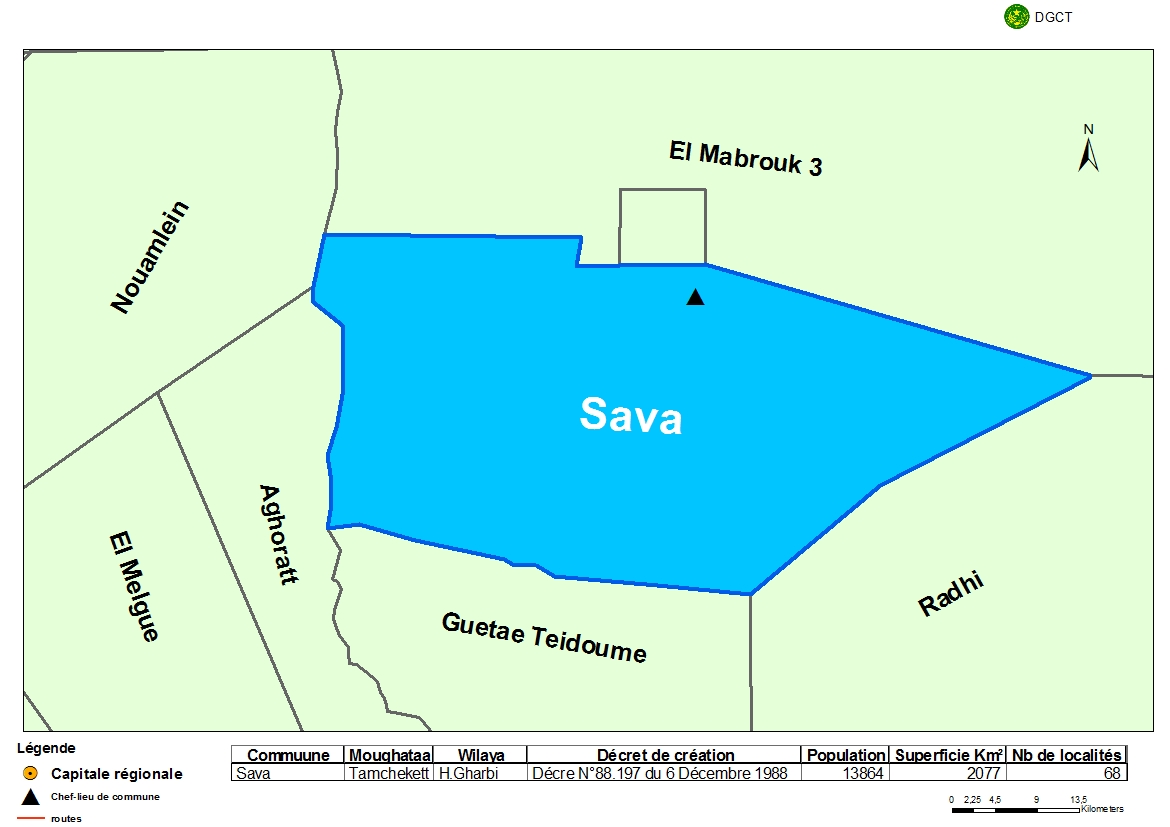 DGCT
N
El Mabrouk 3
Nouamlein
Sava
Aghoratt
El Melgue
Radhi
Guetae Teidoume
Légende
Capitale régionale
Chef-lieu de commune
routes
Commuune Moughataa Wilaya Décret de création Population Superficie Km² Nb de localités
Sava Tamchekett H.Gharbi Décre N°88.197 du 6 Décembre 1988 13864 2077 68
0 2,25 4,5 9 13,5
Kilometers